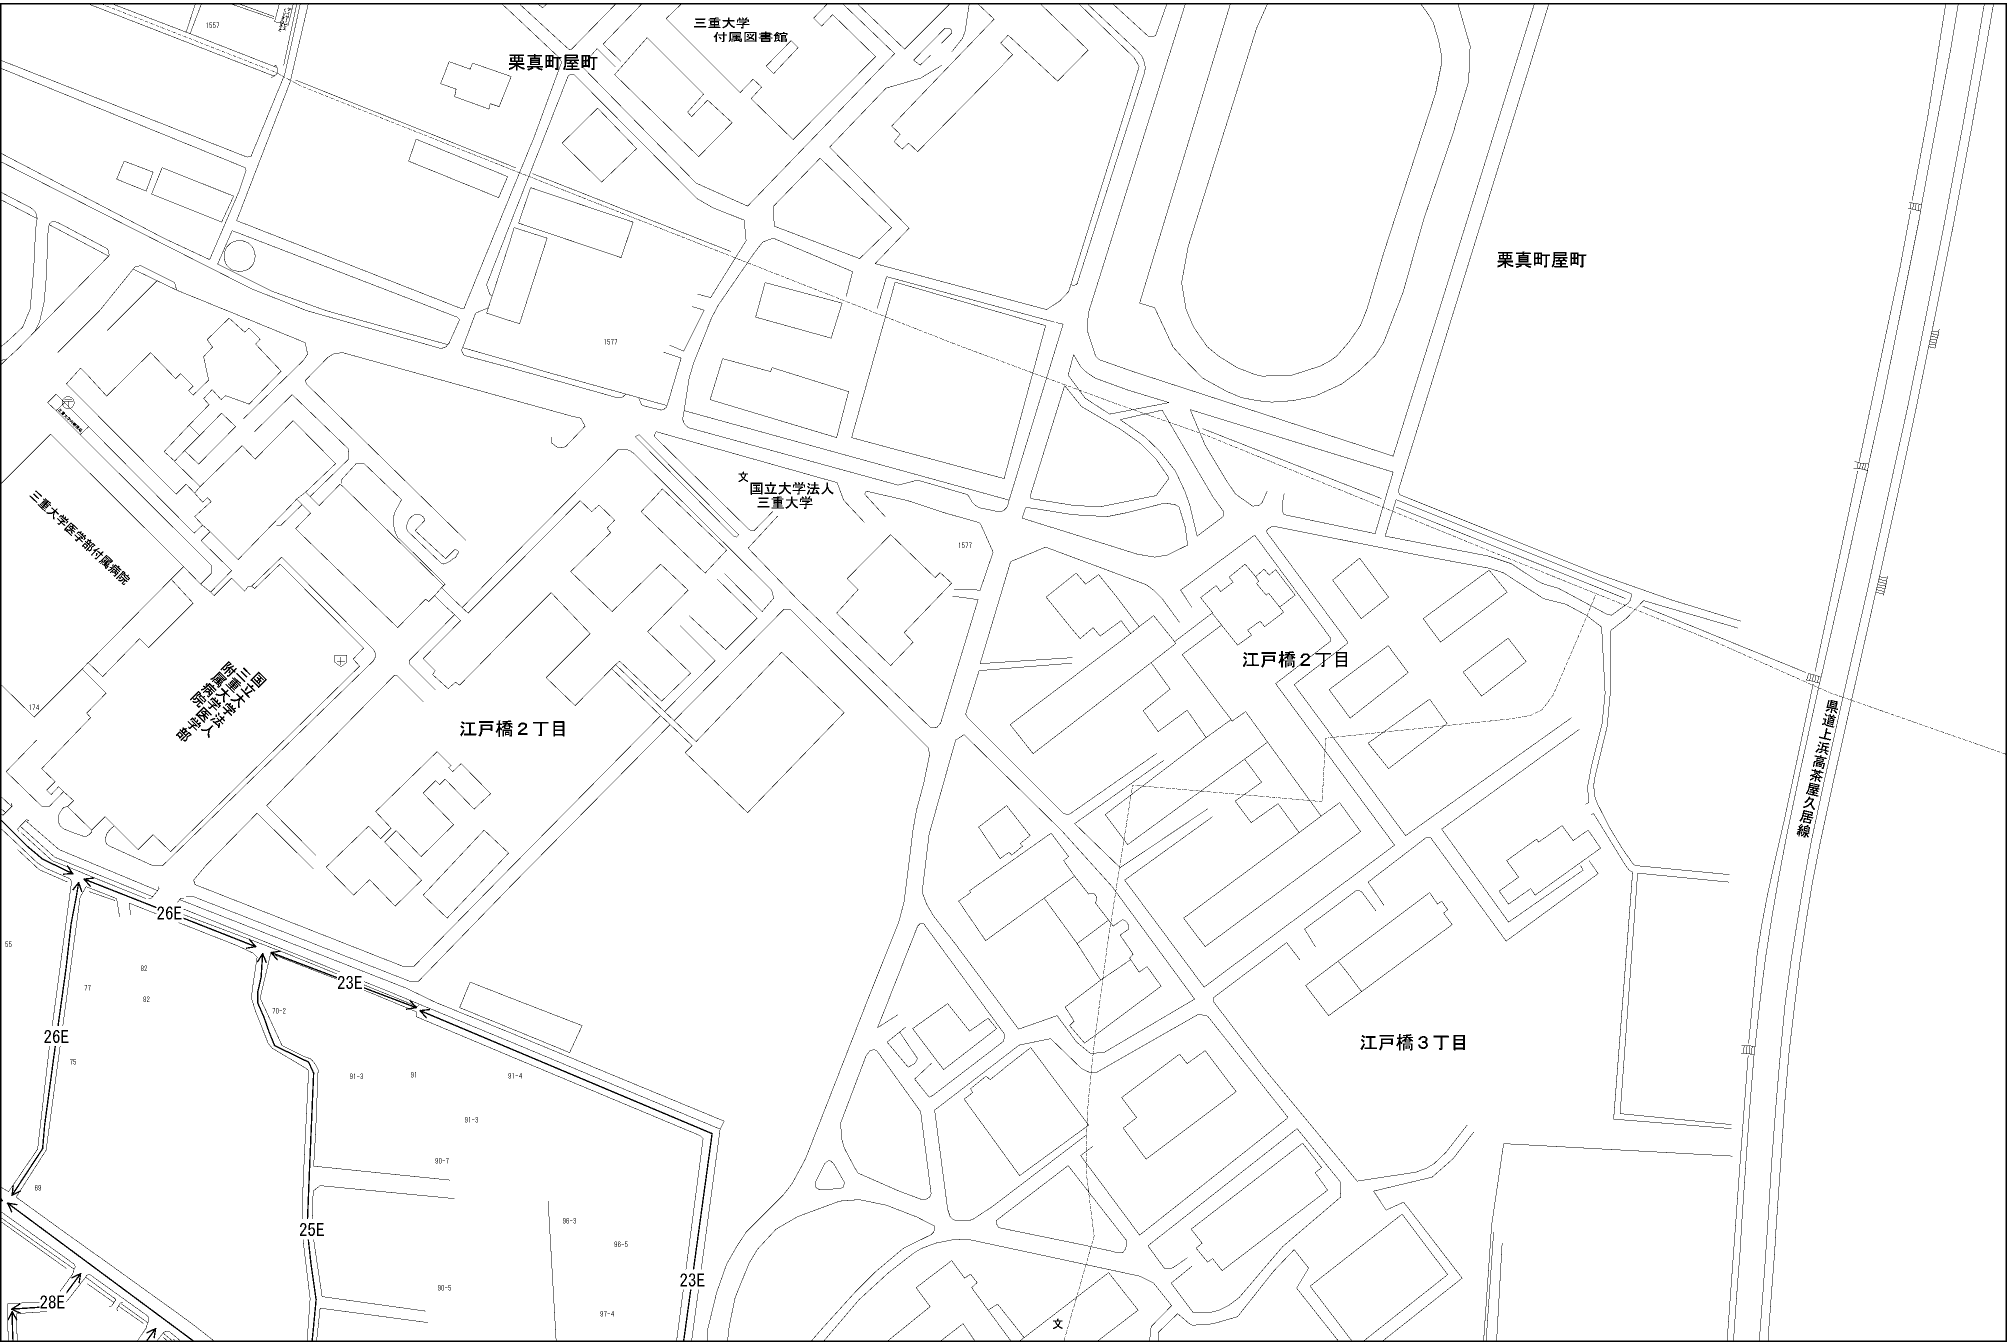 1557
三重大学
付属図書館
栗真町屋町
栗真町屋町
1577
文
国立大学法人
三重大学
1577
三重大学医学部付属病院
江戸橋２丁目
国立
三重大学法人
附属病院医学部
174
江戸橋２丁目
県道上浜高茶屋久居線
26E
55
82
77
82
23E
70-2
26E
75
91-3
91
91-4
江戸橋３丁目
91-3
90-7
69
25E
96-3
96-5
23E
90-5
28E
97-4
文